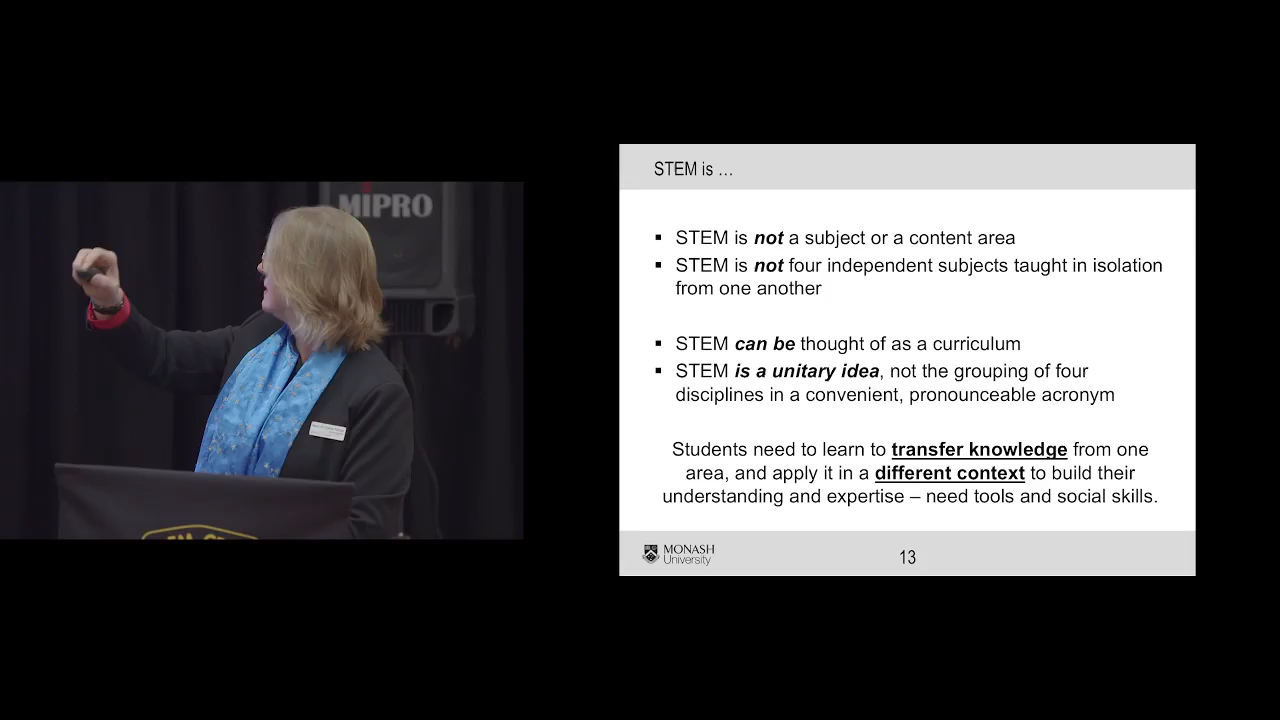 MIPRO
STEM is …
▪ STEM is not a subject or a content area
▪ STEM is not four independent subjects taught in isolation
from one another
▪ STEM can be thought of as a curriculum
▪ STEM is a unitary idea, not the grouping of four
disciplines in a convenient, pronounceable acronym
Students need to learn to transfer knowledge from one
area, and apply it in a different context to build their
understanding and expertise – need tools and social skills.
MONASH
University
13